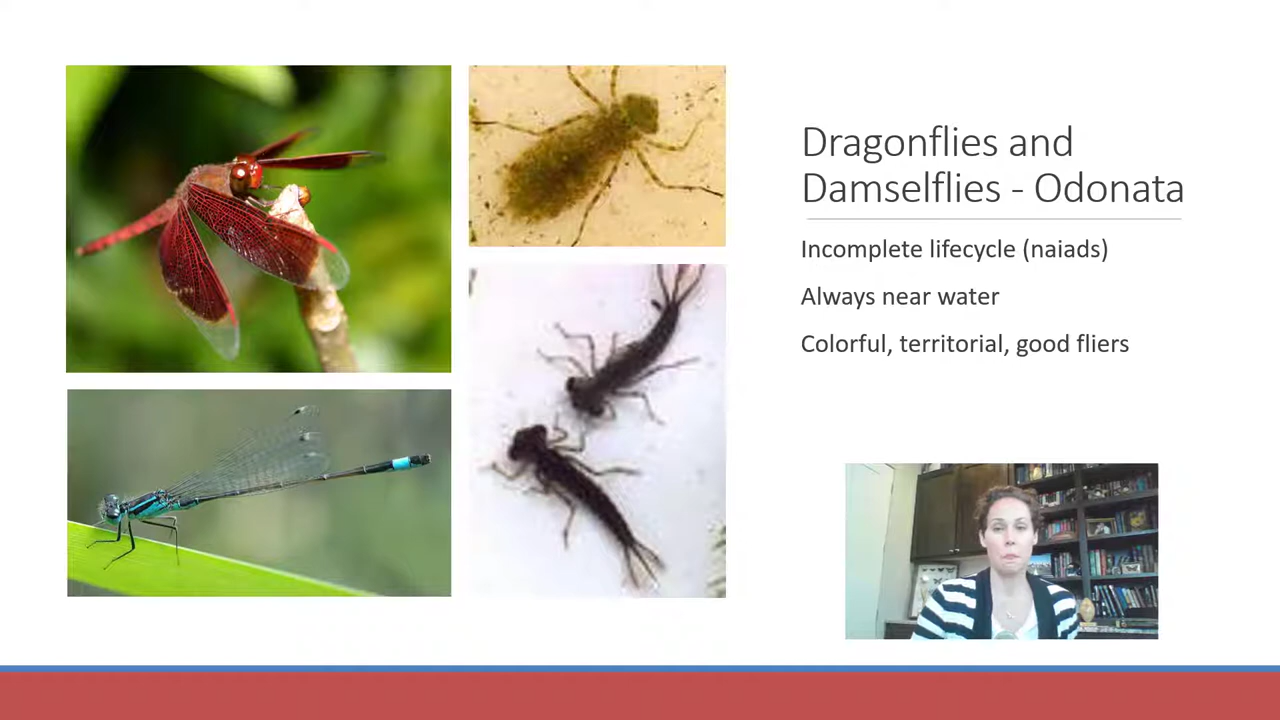 Dragonflies and
Damselflies - Odonata
Incomplete lifecycle (naiads)
Always near water
Colorful, territorial, good fliers